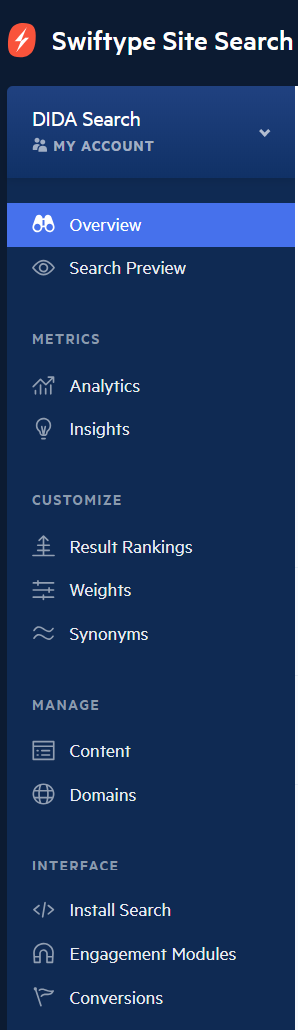 Swiftype Site Search
DIDA Search
MY ACCOUNT
Overview
Search Preview
METRICS
Analytics
Insights
CUSTOMIZE
Result Rankings
Weights
Synonyms
MANAGE
Content
Domains
INTERFACE
Install Search
Engagement Modules
Conversions